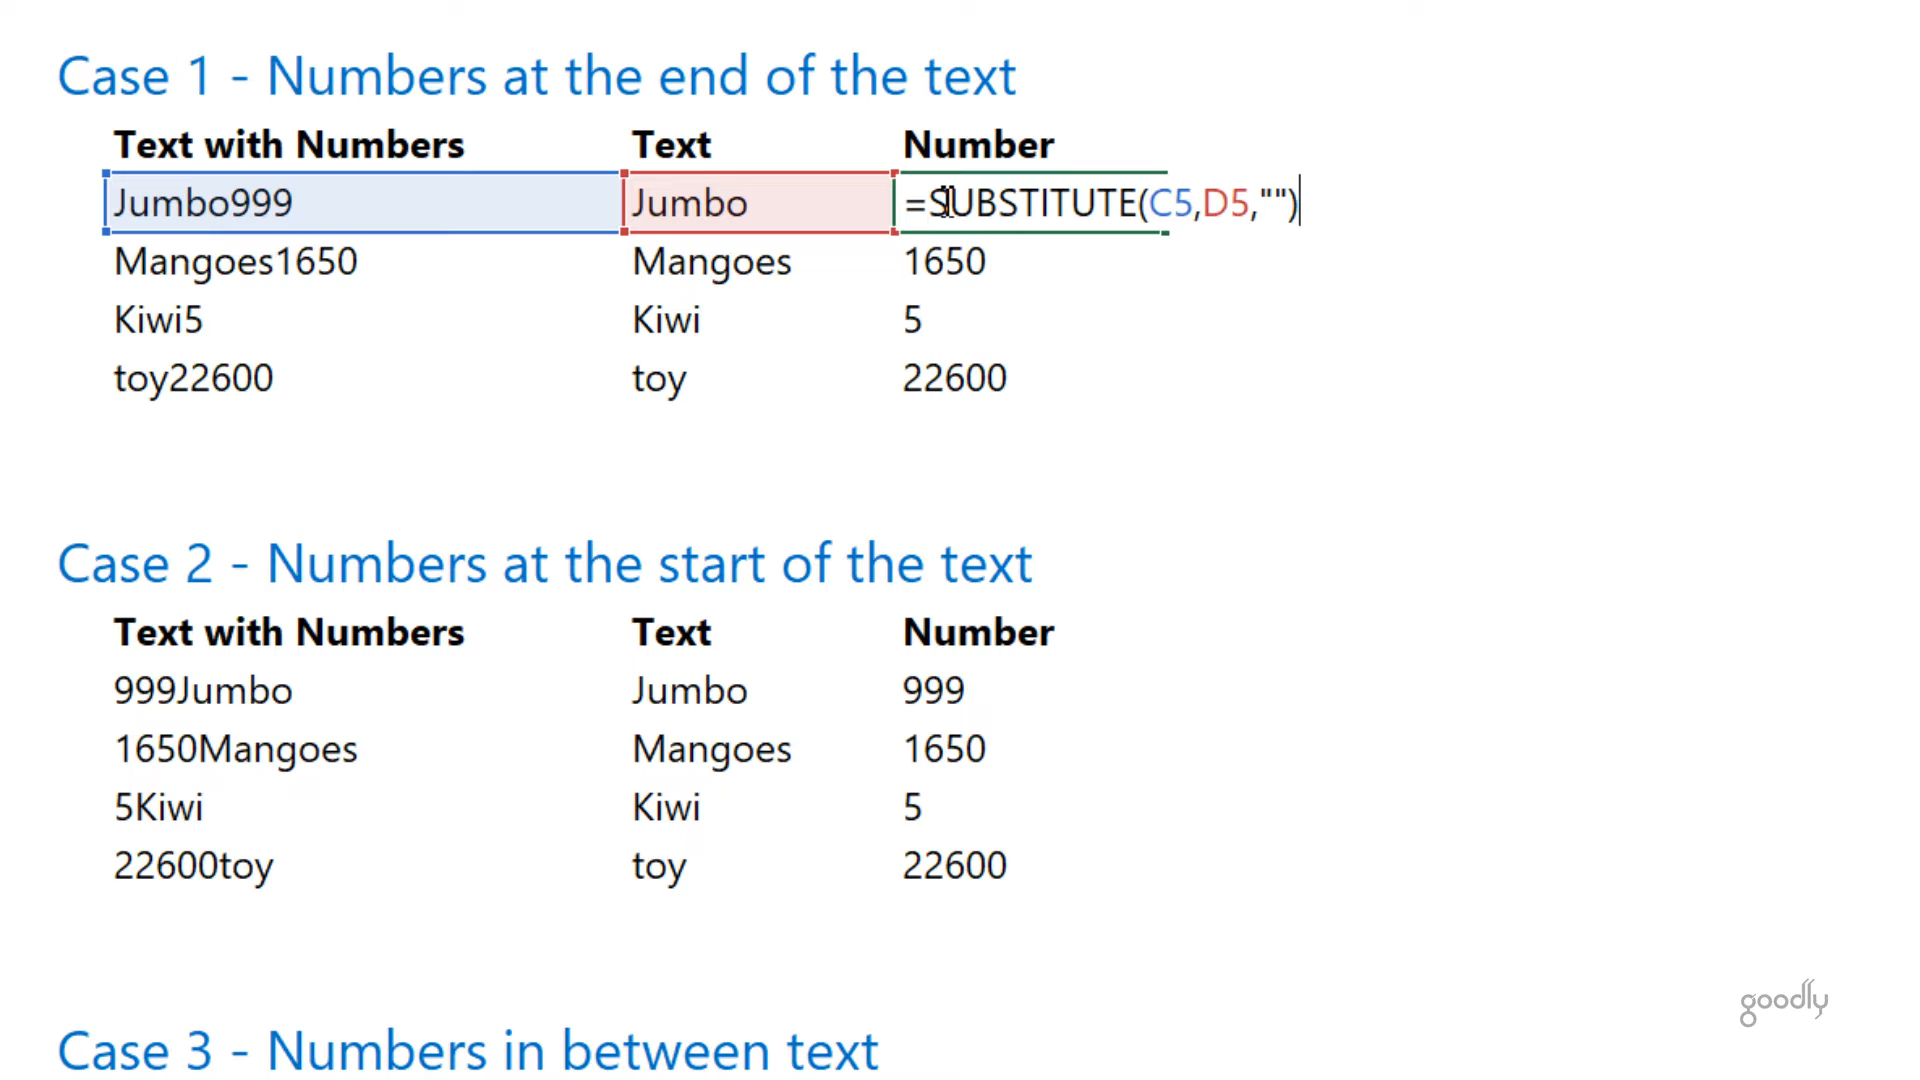 Case 1 - Numbers at the end of the text
Text with Numbers Text Number
Jumbo999 Jumbo =SUBSTITUTE(C5,D5,"")
Mangoes1650 Mangoes 1650
Kiwi5 Kiwi 5
toy22600 toy 22600
Case 2 - Numbers at the start of the text
Text with Numbers Text Number
999Jumbo Jumbo 999
1650Mangoes Mangoes 1650
5Kiwi Kiwi 5
22600toy toy 22600
goodly
Case 3 - Numbers in between text